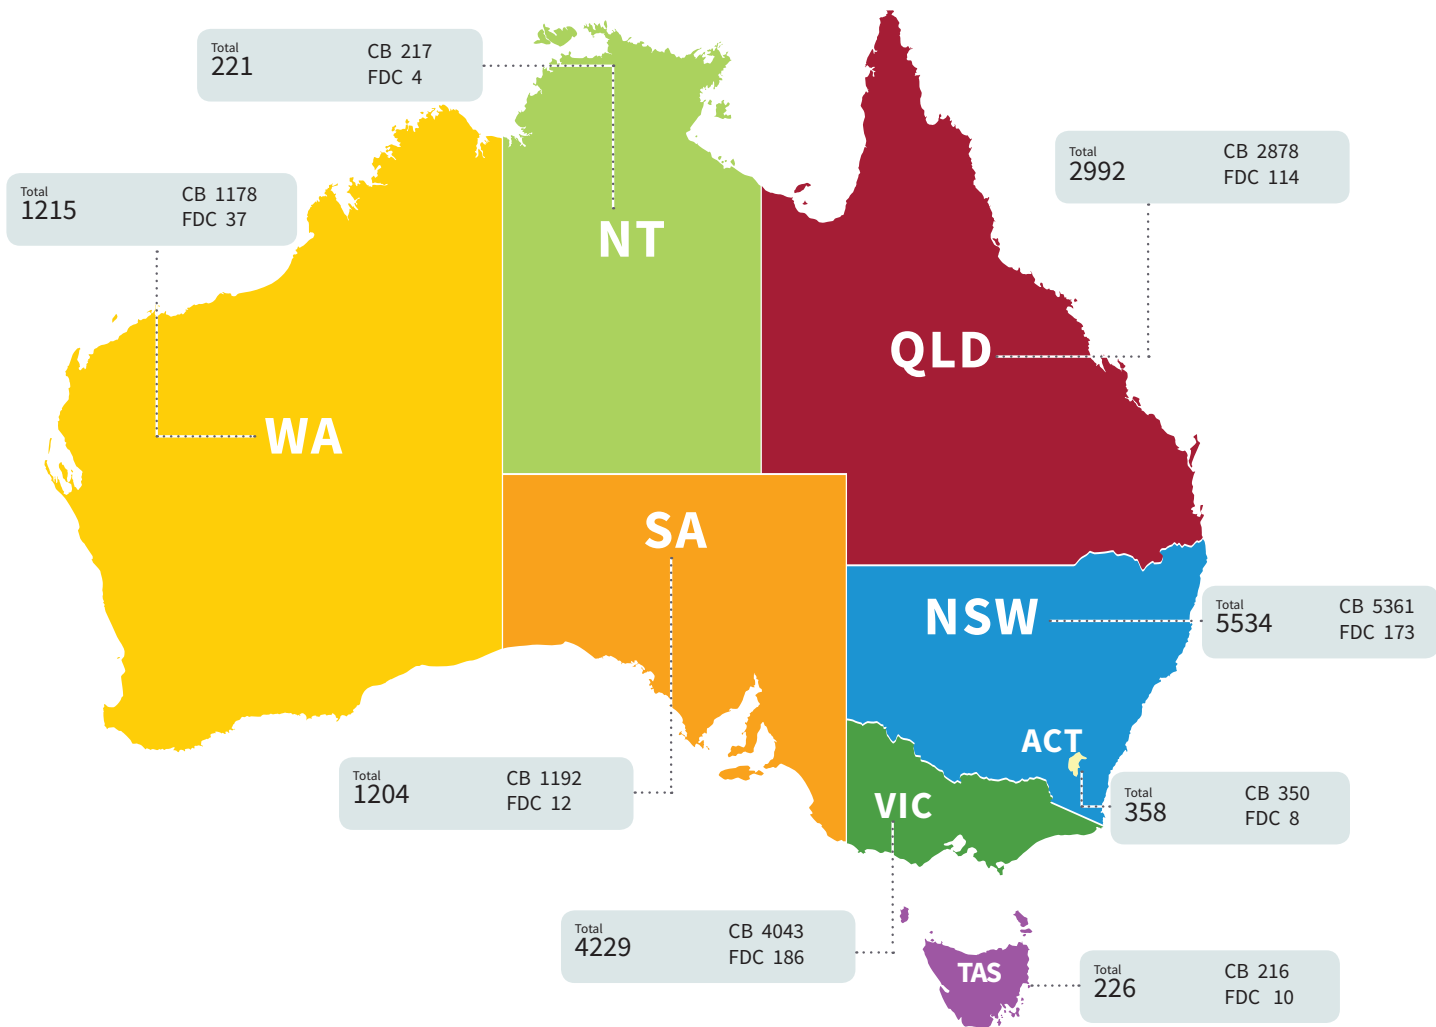 Total
221
CB 217
FDC 4
Total
1215
CB 1178
FDC 37
Total
2992
CB 2878
FDC 114
NT
QLD
WA
SA
NSW
Total
5534
CB 5361
FDC 173
ACT
Total
1204
CB 1192
FDC 12
VIC
Total
358
CB 350
FDC 8
Total
4229
CB 4043
FDC 186
TAS
Total
226
CB 216
FDC 10